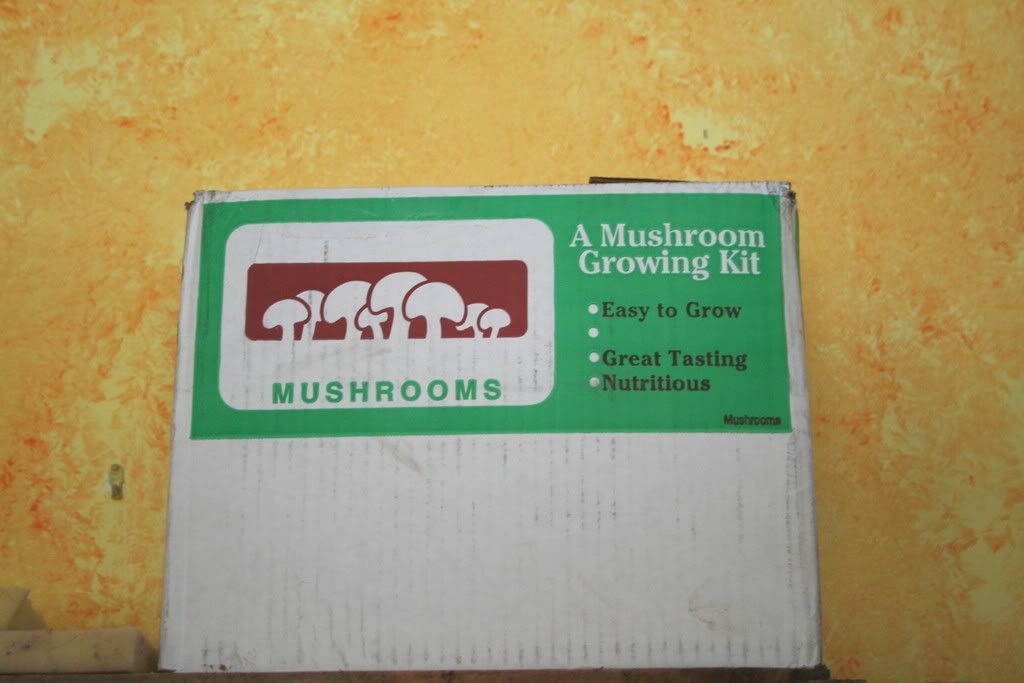 MUSHROOMS
A Mushroom
Growing Kit
Easy to Grow
Great Tasting
Nutritious
Mushrooms